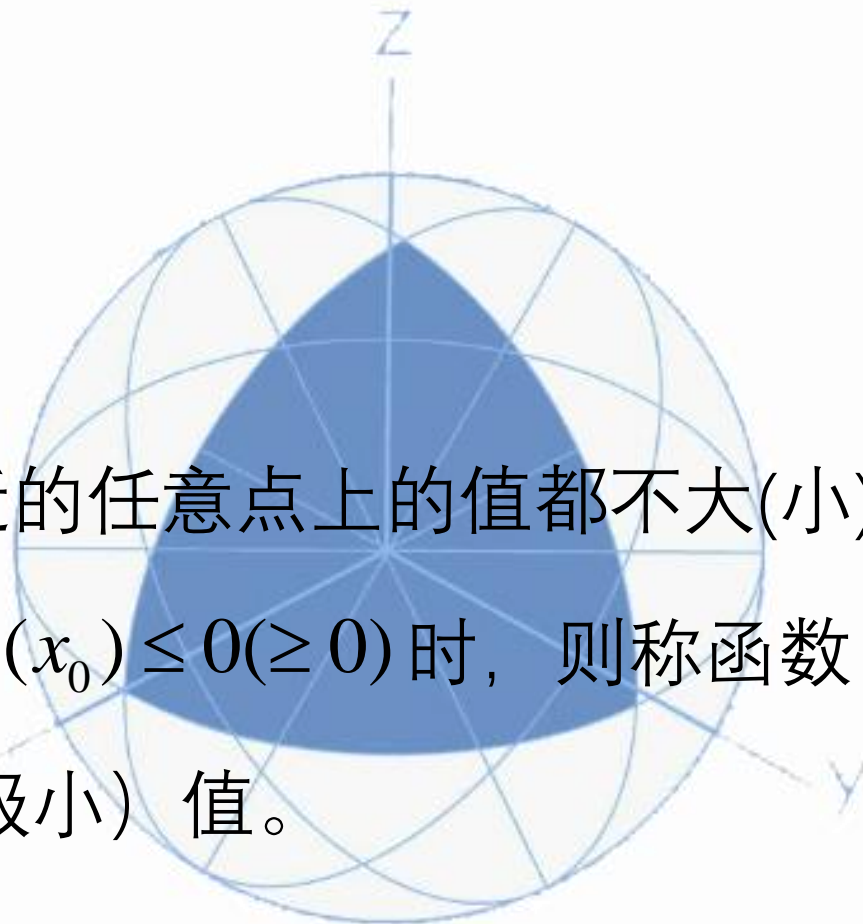 Z
的任意点上的值都不大(小)
(x₀) ≤ 0(≥ 0) 时，则称函数
小）值。
y